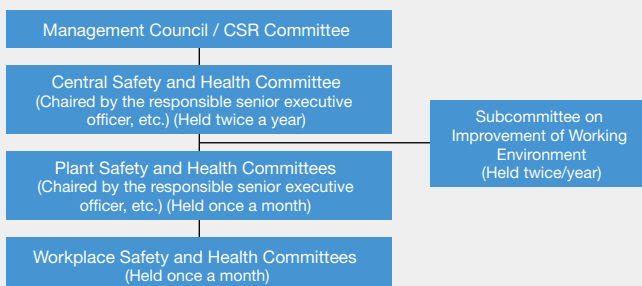 Management Council / CSR Committee
Central Safety and Health Committee
(Chaired by the responsible senior executive
officer, etc.) (Held twice a year)
Subcommittee on
Improvement of Working
Environment
(Held twice/year)
Plant Safety and Health Committees
(Chaired by the responsible senior executive
officer, etc.) (Held once a month)
Workplace Safety and Health Committees
(Held once a month)